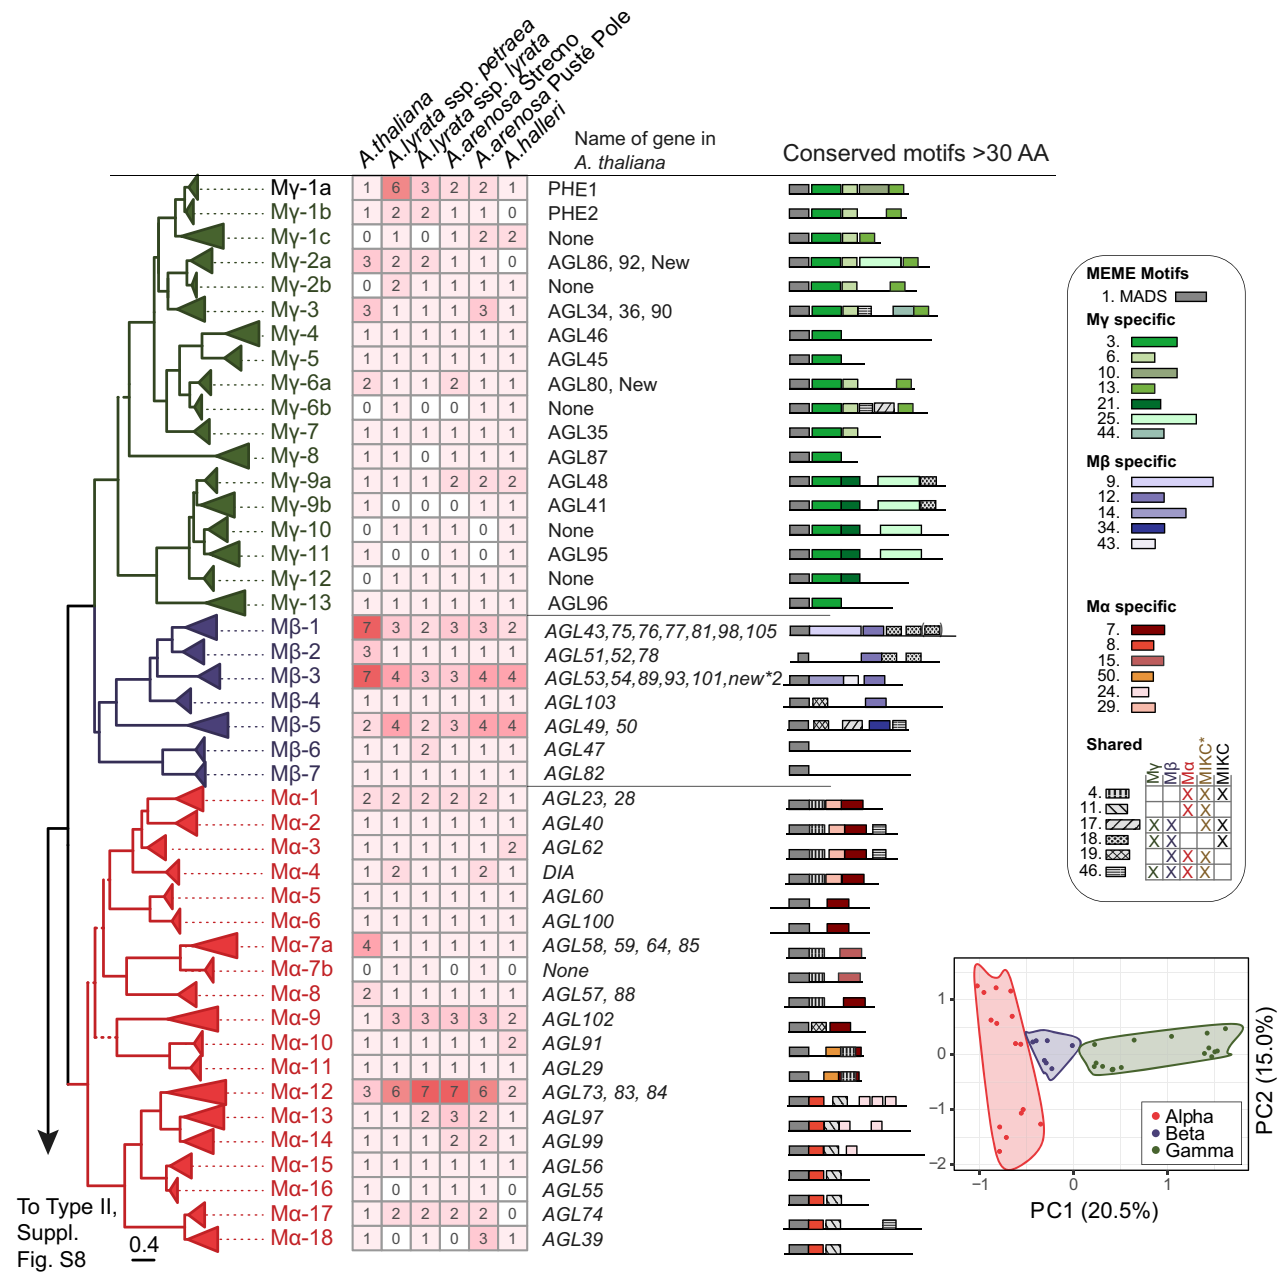 A.thaliana
A.lyrata ssp. petraea
A.lyrata ssp. lyrata
A.arenosa Strecno
A.arenosa Pusté Pole
A.halleri
Name of gene in
A. thaliana
Conserved motifs >30 AA
Mγ-1a 1 6 3 2 2 1 PHE1
Mγ-1b 1 2 2 1 1 0 PHE2
Mγ-1c 0 1 0 1 2 2 None
Mγ-2a 3 2 2 1 1 0 AGL86, 92, New
Mγ-2b 0 2 1 1 1 1 None
Mγ-3 3 1 1 1 3 1 AGL34, 36, 90
Mγ-4 1 1 1 1 1 1 AGL46
Mγ-5 1 1 1 1 1 1 AGL45
Mγ-6a 2 1 1 2 1 1 AGL80, New
Mγ-6b 0 1 0 0 1 1 None
Mγ-7 1 1 1 1 1 1 AGL35
Mγ-8 1 1 0 1 1 1 AGL87
Mγ-9a 1 1 1 2 2 2 AGL48
Mγ-9b 1 0 0 0 1 1 AGL41
Mγ-10 0 1 1 1 0 1 None
Mγ-11 1 0 0 1 0 1 AGL95
Mγ-12 0 1 1 1 1 1 None
Mγ-13 1 1 1 1 1 1 AGL96
Mβ-1 7 3 2 3 3 2 AGL43,75,76,77,81,98,105
Mβ-2 3 1 1 1 1 1 AGL51,52,78
Mβ-3 7 4 3 3 4 4 AGL53,54,89,93,101,new*2
Mβ-4 1 1 1 1 1 1 AGL103
Mβ-5 2 4 2 3 4 4 AGL49, 50
Mβ-6 1 1 2 1 1 1 AGL47
Mβ-7 1 1 1 1 1 1 AGL82
Mα-1 2 2 2 2 2 1 AGL23, 28
Mα-2 1 1 1 1 1 1 AGL40
Mα-3 1 1 1 1 1 2 AGL62
Mα-4 1 2 1 1 2 1 DIA
Mα-5 1 1 1 1 1 1 AGL60
Mα-6 1 1 1 1 1 1 AGL100
Mα-7a 4 1 1 1 1 1 AGL58, 59, 64, 85
Mα-7b 0 1 1 0 1 0 None
Mα-8 2 1 1 1 1 1 AGL57, 88
Mα-9 1 3 3 3 3 2 AGL102
Mα-10 1 1 1 1 1 2 AGL91
Mα-11 1 1 1 1 1 1 AGL29
Mα-12 3 6 7 7 6 2 AGL73, 83, 84
Mα-13 1 1 2 3 2 1 AGL97
Mα-14 1 1 1 2 2 1 AGL99
Mα-15 1 1 1 1 1 1 AGL56
Mα-16 1 0 1 1 1 0 AGL55
Mα-17 1 2 2 2 2 0 AGL74
Mα-18 1 0 1 0 3 1 AGL39
To Type II,
Suppl.
Fig. S8
0.4
MEME Motifs
1. MADS
Mγ specific
3.
6.
10.
13.
21.
25.
44.
Mβ specific
9.
12.
14.
34.
43.
Mα specific
7.
8.
15.
50.
24.
29.
Shared
Mγ Mβ Mα MIKC* MIKC
4. X X X
11. X X
17. X X X X
18. X X X
19. X X X
46. X X X X
1
0
−1
−2
−1 0 1
PC1 (20.5%)
PC2 (15.0%)
Alpha
Beta
Gamma